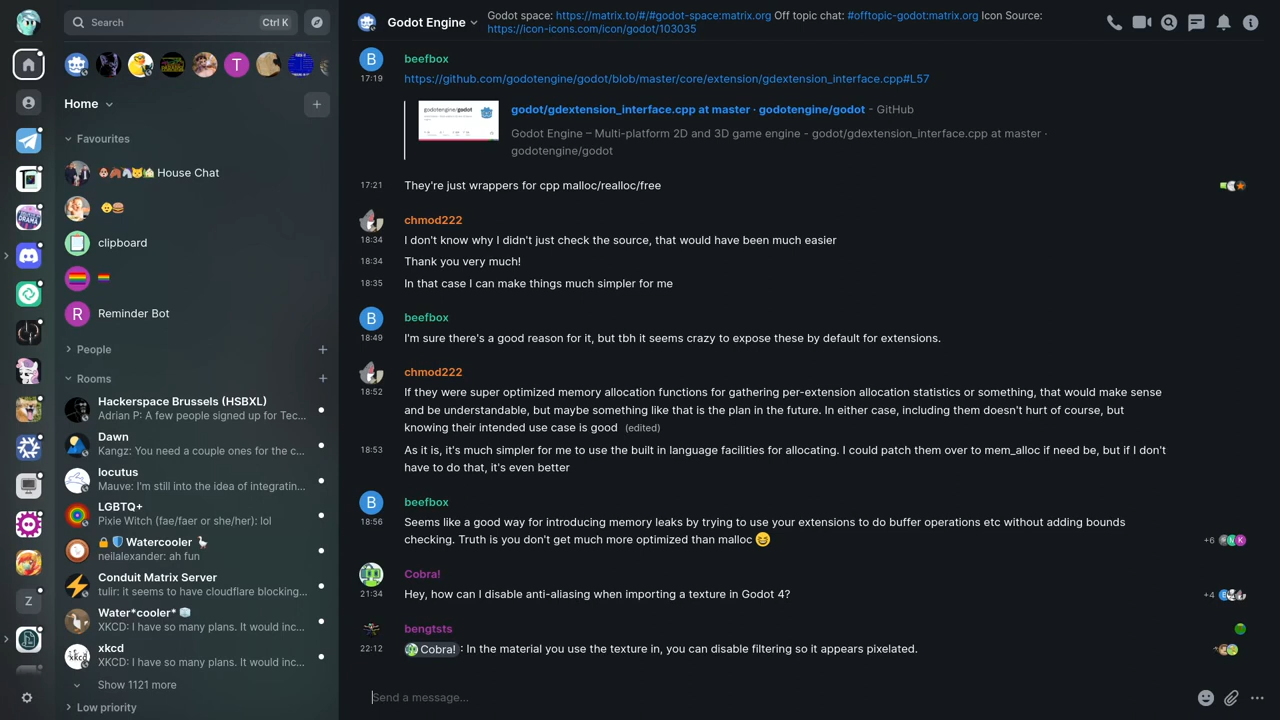 Search
Ctrl K
T
Home
Favourites
House Chat
clipboard
R
Reminder Bot
People
Rooms
Hackerspace Brussels (HSBXL)
Adrian P: A few people signed up for Tec...
Dawn
Kangz: You need a couple ones for the c...
locutus
Mauve: I'm still into the idea of integratin...
LGBTQ+
Pixie Witch (fae/faer or she/her): lol
Watercooler
neilalexander: ah fun
Conduit Matrix Server
tulir: it seems to have cloudflare blocking...
Water*cooler*
XKCD: I have so many plans. It would inc...
xkcd
XKCD: I have so many plans. It would inc...
Show 1121 more
Low priority
Z
Godot Engine
Godot space: https://matrix.to/#/#godot-space:matrix.org Off topic chat: #offtopic-godot:matrix.org Icon Source:
https://icon-icons.com/icon/godot/103035
B
beefbox
17:19
https://github.com/godotengine/godot/blob/master/core/extension/gdextension_interface.cpp#L57
godotengine/godot
godot/gdextension_interface.cpp at master · godotengine/godot - GitHub
Godot Engine – Multi-platform 2D and 3D game engine - godot/gdextension_interface.cpp at master ·
godotengine/godot
17:21 They're just wrappers for cpp malloc/realloc/free
chmod222
18:34 I don't know why I didn't just check the source, that would have been much easier
18:34 Thank you very much!
18:35 In that case I can make things much simpler for me
B
beefbox
18:49 I'm sure there's a good reason for it, but tbh it seems crazy to expose these by default for extensions.
chmod222
18:52 If they were super optimized memory allocation functions for gathering per-extension allocation statistics or something, that would make sense
and be understandable, but maybe something like that is the plan in the future. In either case, including them doesn't hurt of course, but
knowing their intended use case is good (edited)
18:53 As it is, it's much simpler for me to use the built in language facilities for allocating. I could patch them over to mem_alloc if need be, but if I don't
have to do that, it's even better
B
beefbox
18:56 Seems like a good way for introducing memory leaks by trying to use your extensions to do buffer operations etc without adding bounds
checking. Truth is you don't get much more optimized than malloc 😆
+6
K
Cobra!
21:34 Hey, how can I disable anti-aliasing when importing a texture in Godot 4?
+4
bengtsts
22:12 Cobra! : In the material you use the texture in, you can disable filtering so it appears pixelated.
Send a message...